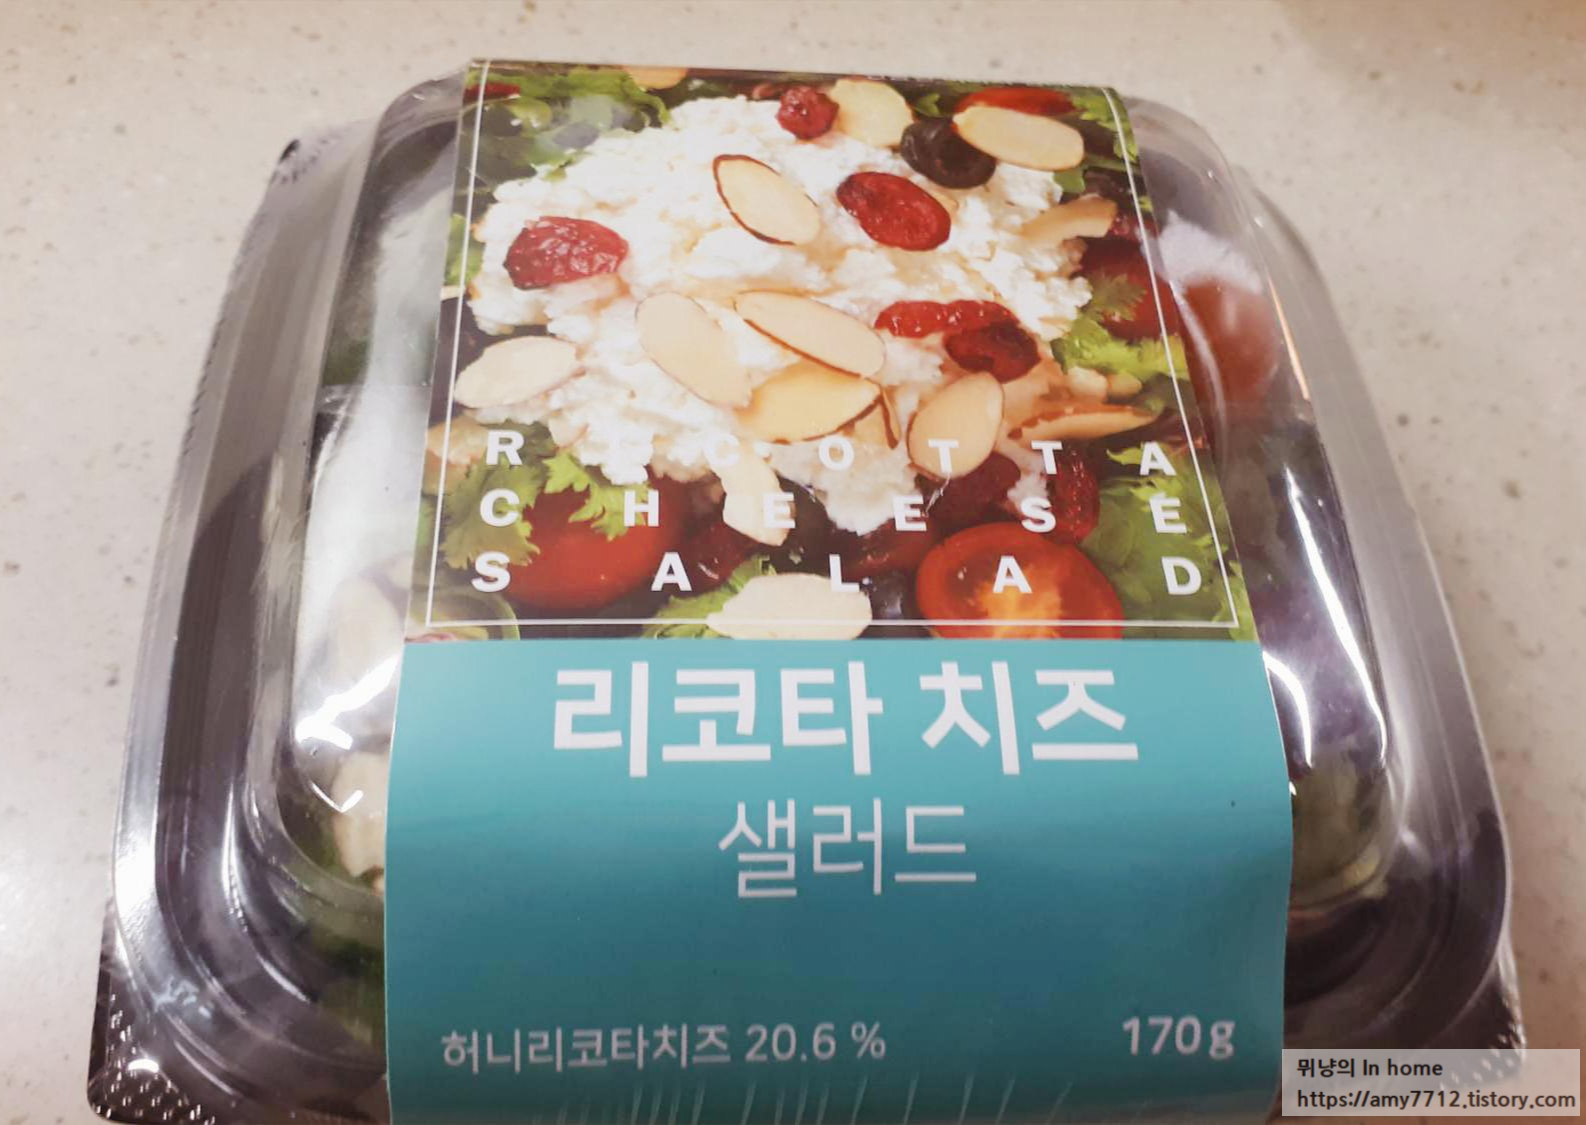 RICOTTA
CHEESE
SALAD
리코타 치즈
샐러드
허니리코타치즈 20.6 %
170g
뮈냥의 In home
https://amy7712.tistory.com